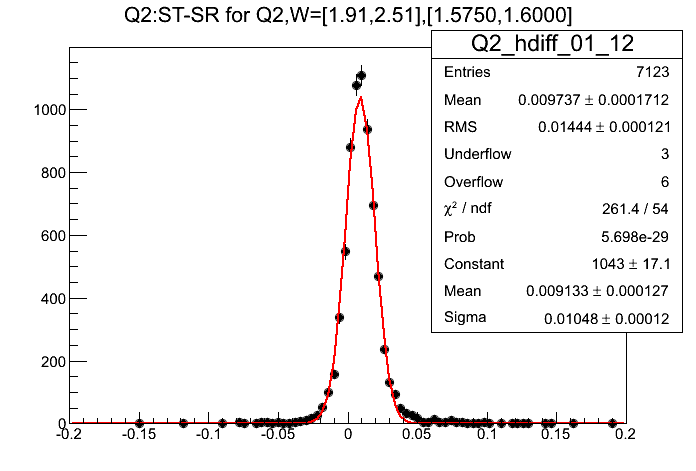 Q2:ST-SR for Q2,W=[1.91,2.51],[1.5750,1.6000]
Q2_hdiff_01_12
Entries 7123
Mean 0.009737 ± 0.0001712
RMS 0.01444 ± 0.000121
Underflow 3
Overflow 6
χ² / ndf 261.4 / 54
Prob 5.698e-29
Constant 1043 ± 17.1
Mean 0.009133 ± 0.000127
Sigma 0.01048 ± 0.00012
1000
800
600
400
200
0
-0.2 -0.15 -0.1 -0.05 0 0.05 0.1 0.15 0.2